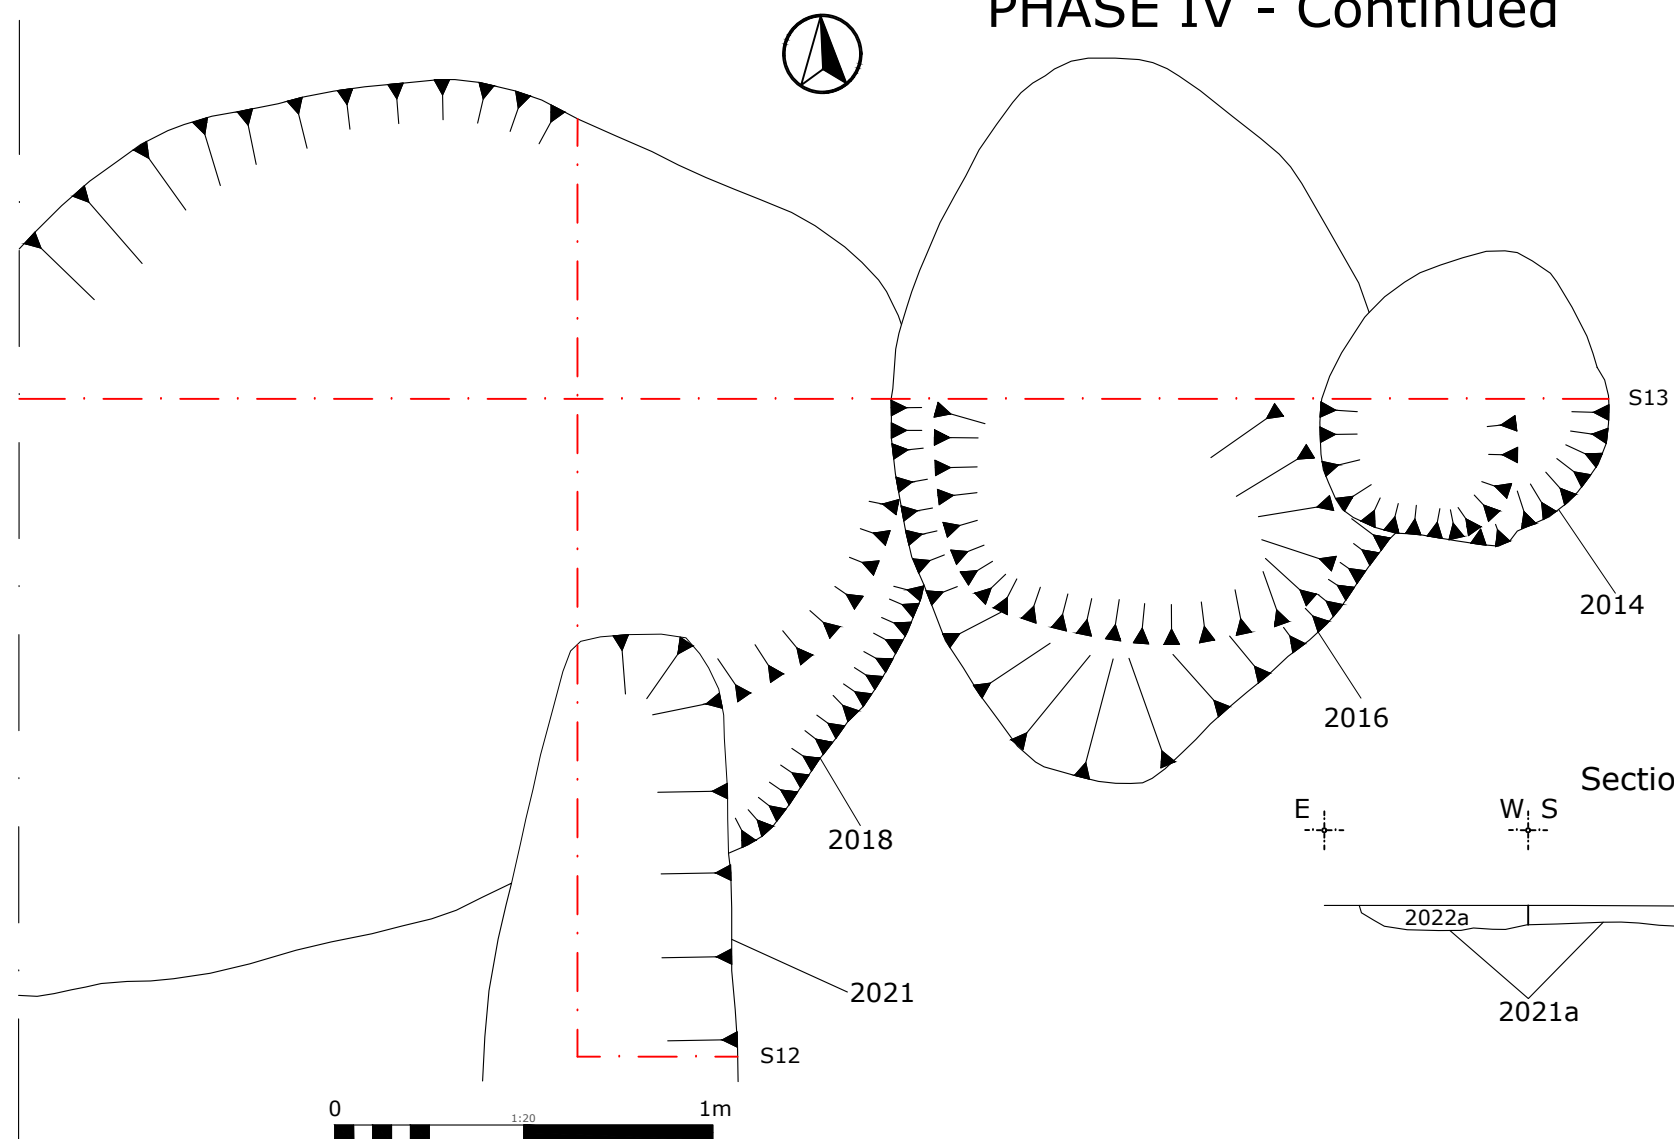 PHASE IV - Continued
S13
2014
2016
Sectio
E
W S
2018
2022a
2021
2021a
S12
0
1:20
1m